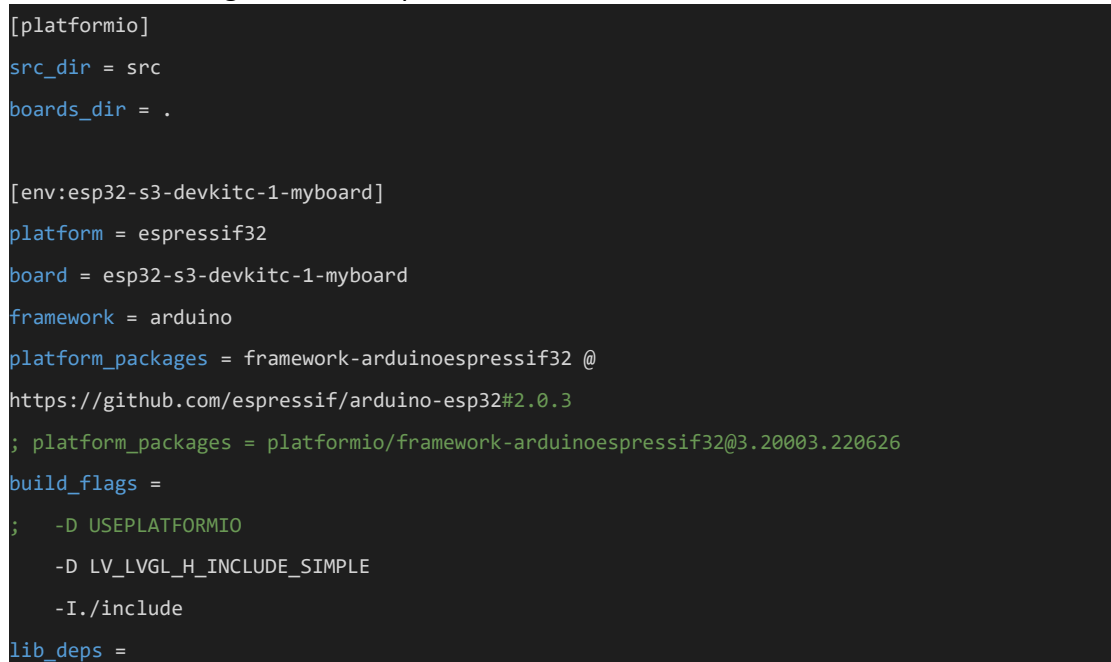 [platformio]
src_dir = src
boards_dir = .
[env:esp32-s3-devkitc-1-myboard]
platform = espressif32
board = esp32-s3-devkitc-1-myboard
framework = arduino
platform_packages = framework-arduinoespressif32 @
https://github.com/espressif/arduino-esp32#2.0.3
; platform_packages = platformio/framework-arduinoespressif32@3.20003.220626
build_flags =
;   -D USEPLATFORMIO
    -D LV_LVGL_H_INCLUDE_SIMPLE
    -I./include
lib_deps =